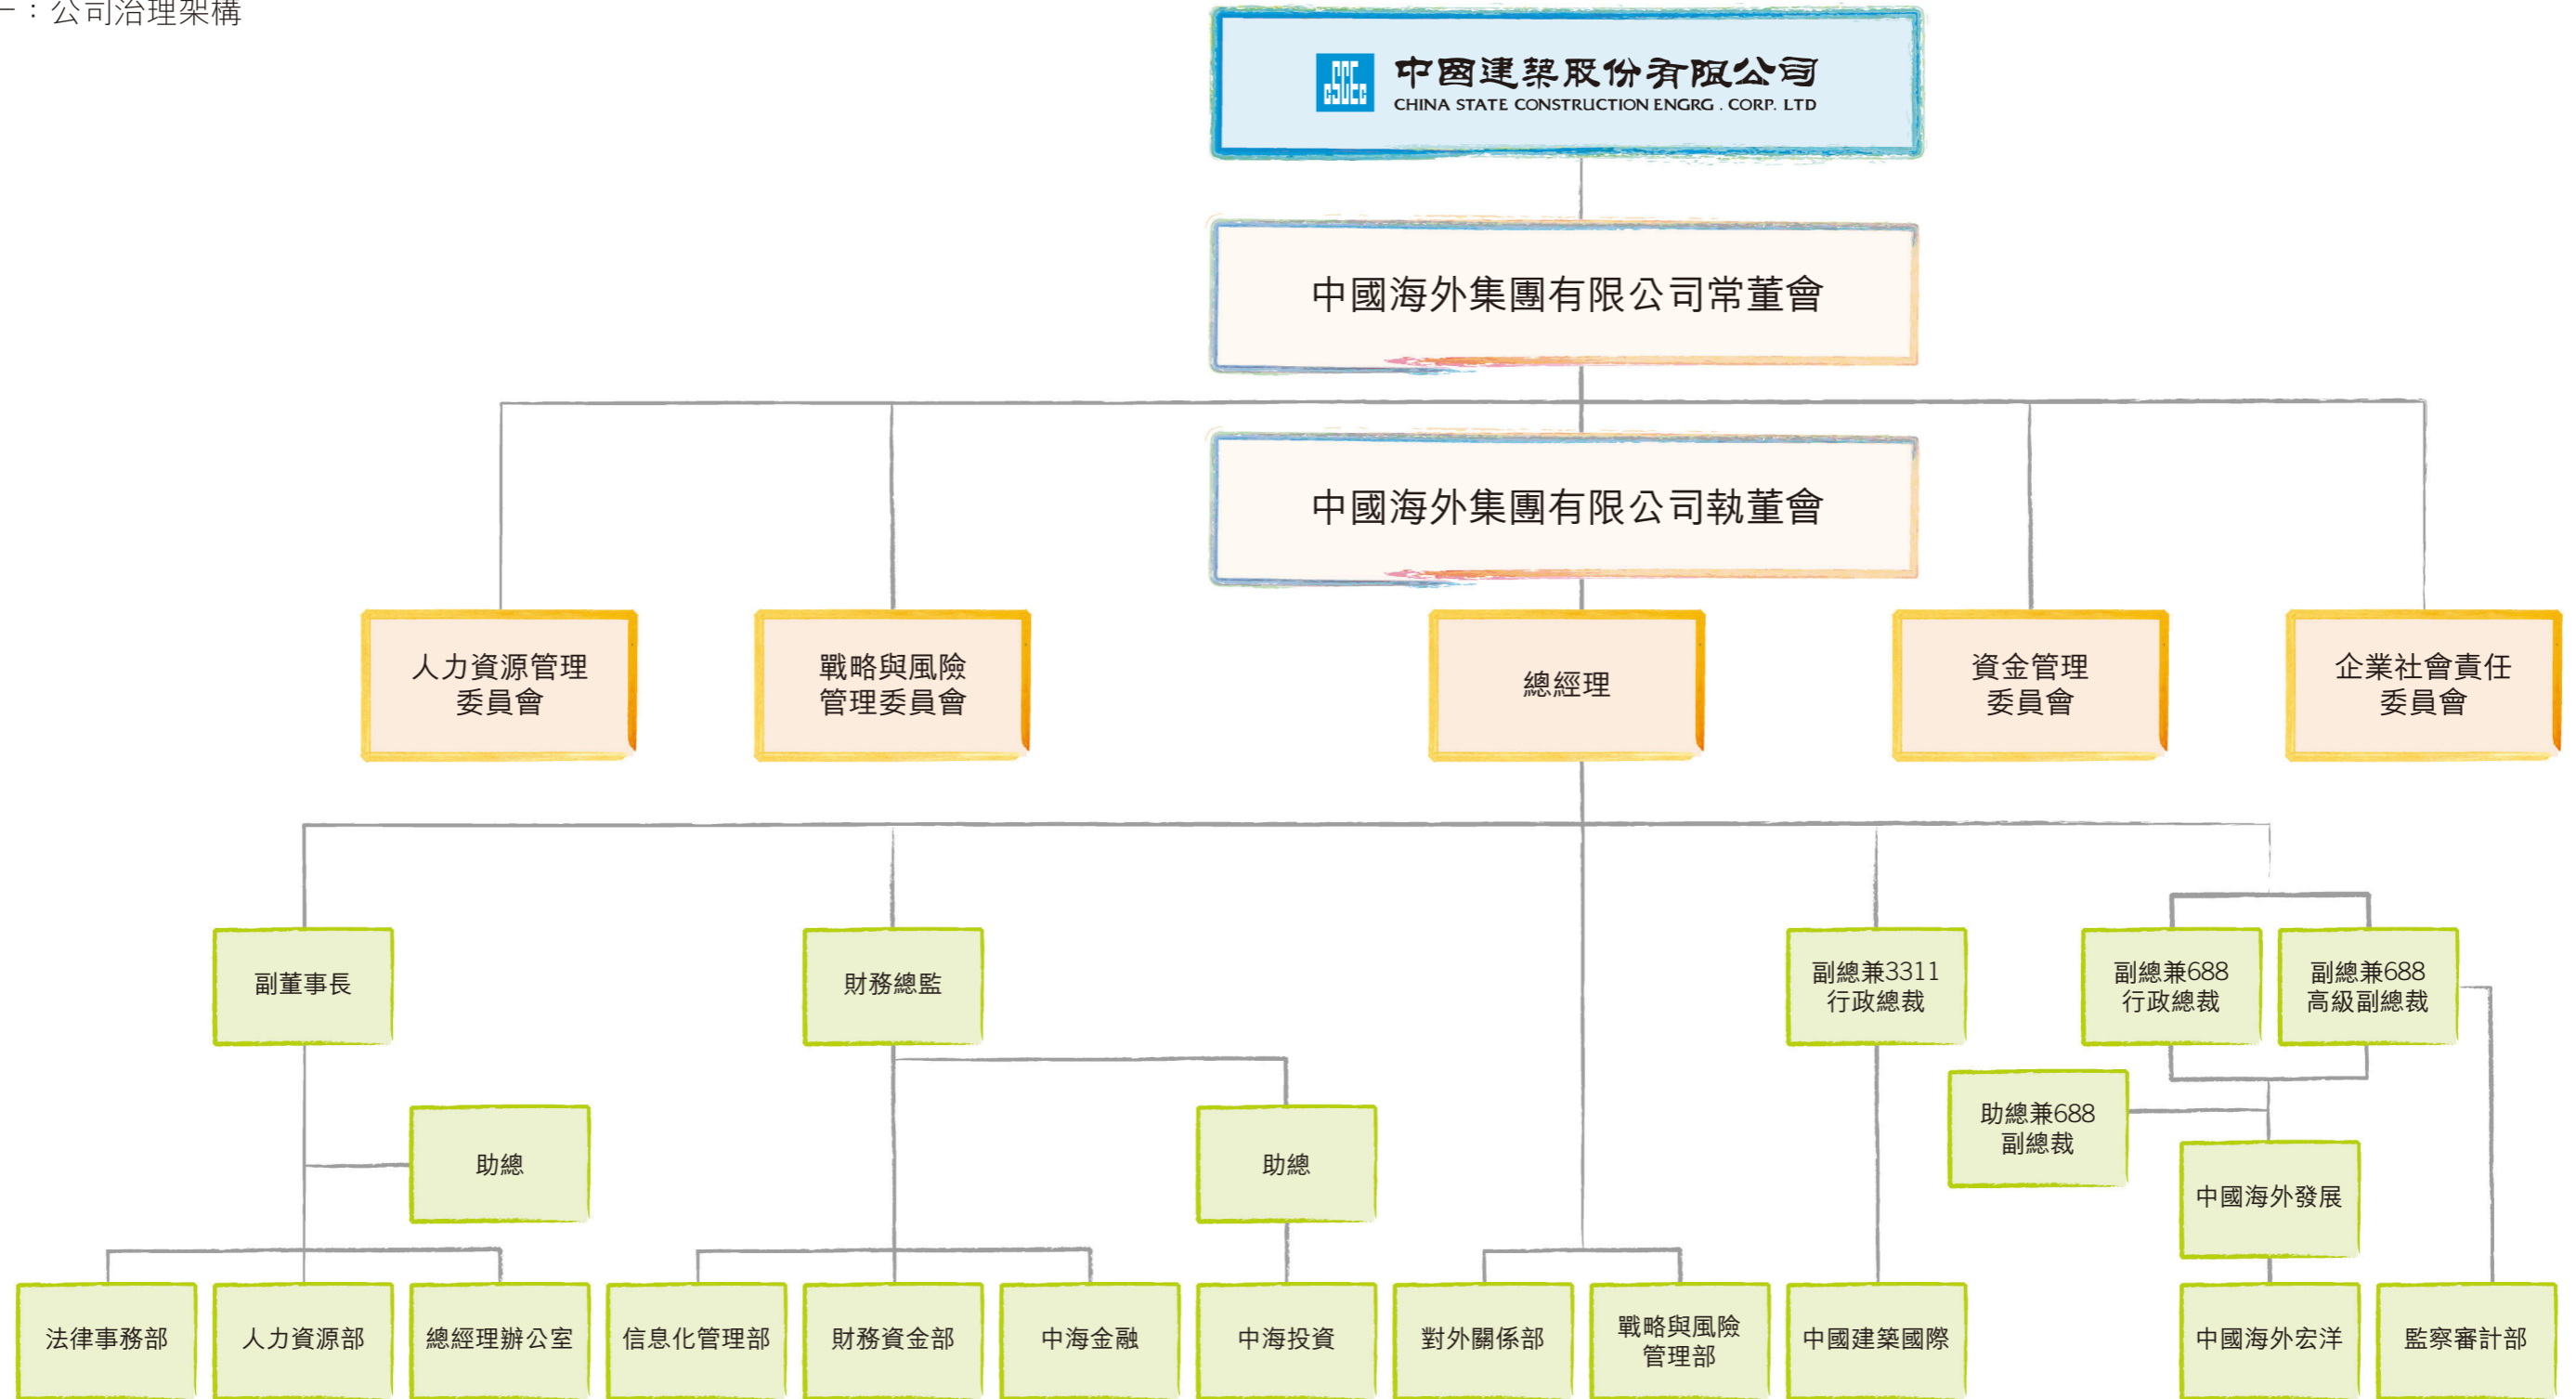 一：公司治理架構
CSCEC
中國建築股份有限公司
CHINA STATE CONSTRUCTION ENGRG . CORP. LTD
中國海外集團有限公司常董會
中國海外集團有限公司執董會
人力資源管理
委員會
戰略與風險
管理委員會
總經理
資金管理
委員會
企業社會責任
委員會
副董事長
財務總監
副總兼3311
行政總裁
副總兼688
行政總裁
副總兼688
高級副總裁
助總
助總
助總兼688
副總裁
中國海外發展
法律事務部
人力資源部
總經理辦公室
信息化管理部
財務資金部
中海金融
中海投資
對外關係部
戰略與風險
管理部
中國建築國際
中國海外宏洋
監察審計部